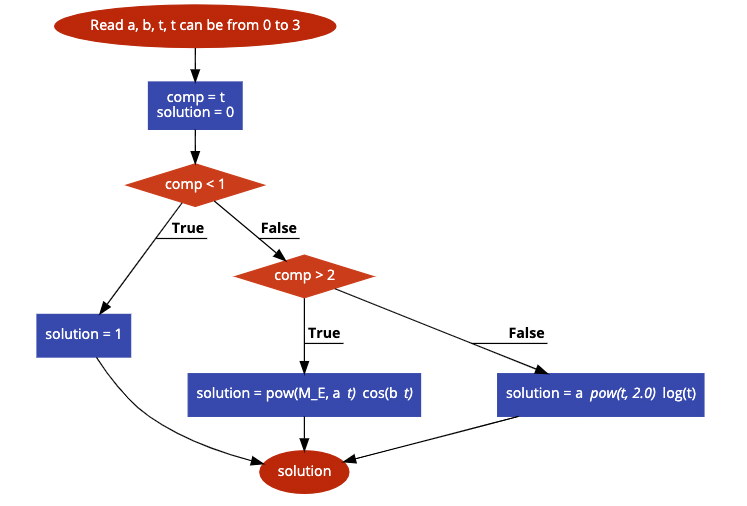 Read a, b, t, t can be from 0 to 3
comp = t
solution = 0
comp < 1
True
False
comp > 2
solution = 1
True
False
solution = pow(M_E, a t) cos(b t)
solution = a pow(t, 2.0) log(t)
solution